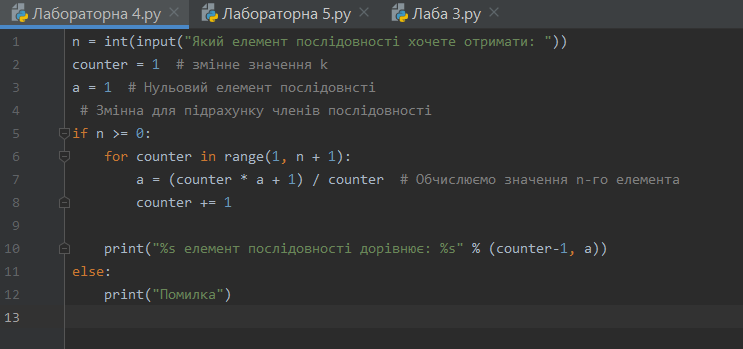 Лабораторна 4.py Лабораторна 5.py Лаба 3.py
1 n = int(input("Який елемент послідовності хочете отримати: "))
2 counter = 1  # змінне значення k
3 a = 1  # Нульовий елемент послідовнсті
4  # Змінна для підрахунку членів послідовності
5 if n >= 0:
6     for counter in range(1, n + 1):
7         a = (counter * a + 1) / counter  # Обчислюємо значення n-го елемента
8         counter += 1
9
10     print("%s елемент послідовності дорівнює: %s" % (counter-1, a))
11 else:
12     print("Помилка")
13